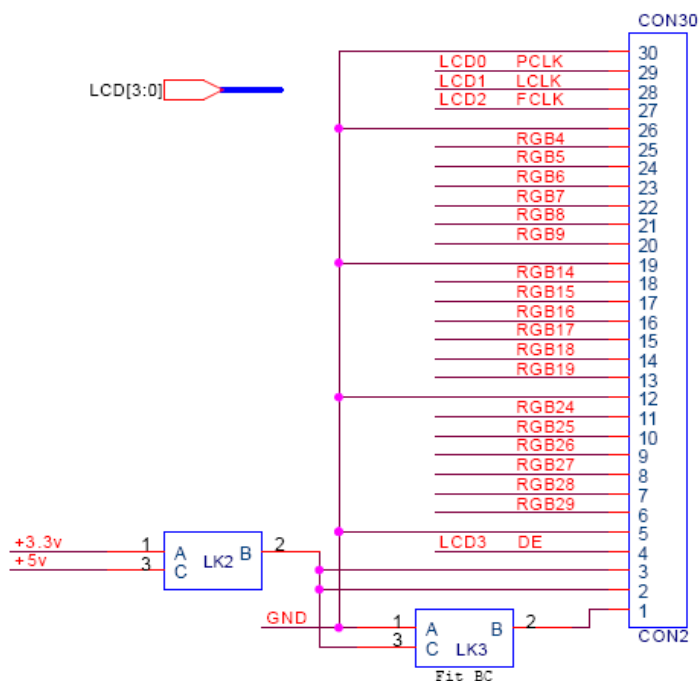 CON30
LCD[3:0]
30
LCD0 PCLK 29
LCD1 LCLK 28
LCD2 FCLK 27
26
RGB4 25
RGB5 24
RGB6 23
RGB7 22
RGB8 21
RGB9 20
19
RGB14 18
RGB15 17
RGB16 16
RGB17 15
RGB18 14
RGB19 13
12
RGB24 11
RGB25 10
RGB26 9
RGB27 8
RGB28 7
RGB29 6
5
LCD3 DE 4
3
2
1
CON2
+3.3v 1 A B 2
+5v 3 C LK2
GND 1 A B 2
3 C LK3
Fit BC